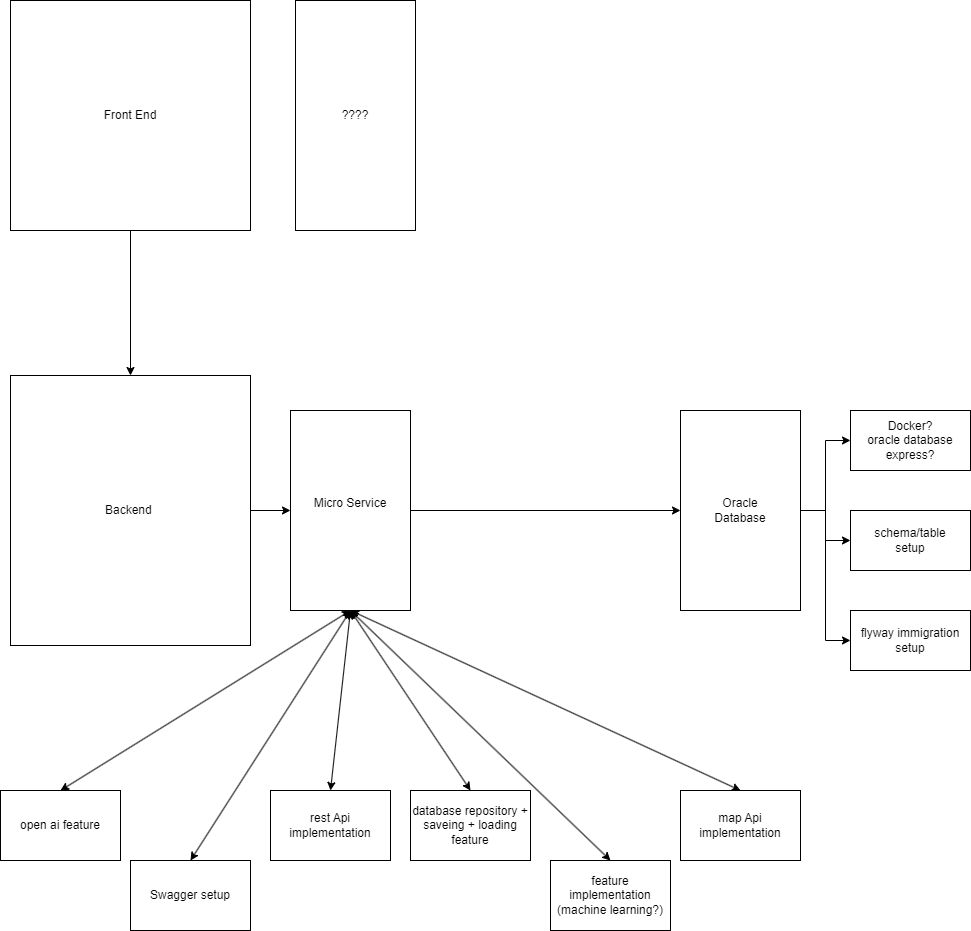 Front End
????
Backend
Micro Service
Oracle
Database
Docker?
oracle database
express?
schema/table
setup
flyway immigration
setup
open ai feature
Swagger setup
rest Api
implementation
database repository +
saveing + loading
feature
feature
implementation
(machine learning?)
map Api
implementation